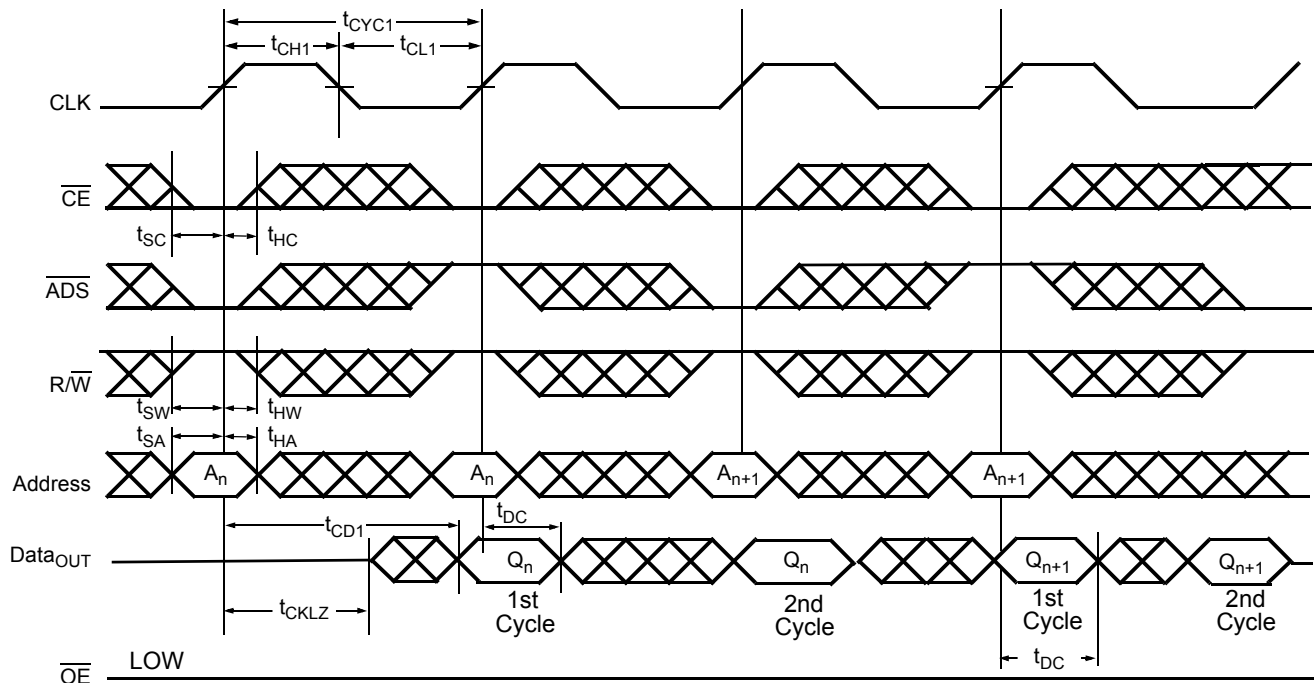 tCYC1
tCH1 tCL1
CLK
CE
tSC tHC
ADS
R/W
tSW tHW
tSA tHA
Address An An An+1 An+1
tCD1 tDC
DataOUT Qn Qn Qn+1 Qn+1
tCKLZ 1st Cycle 2nd Cycle 1st Cycle 2nd Cycle
tDC
OE LOW